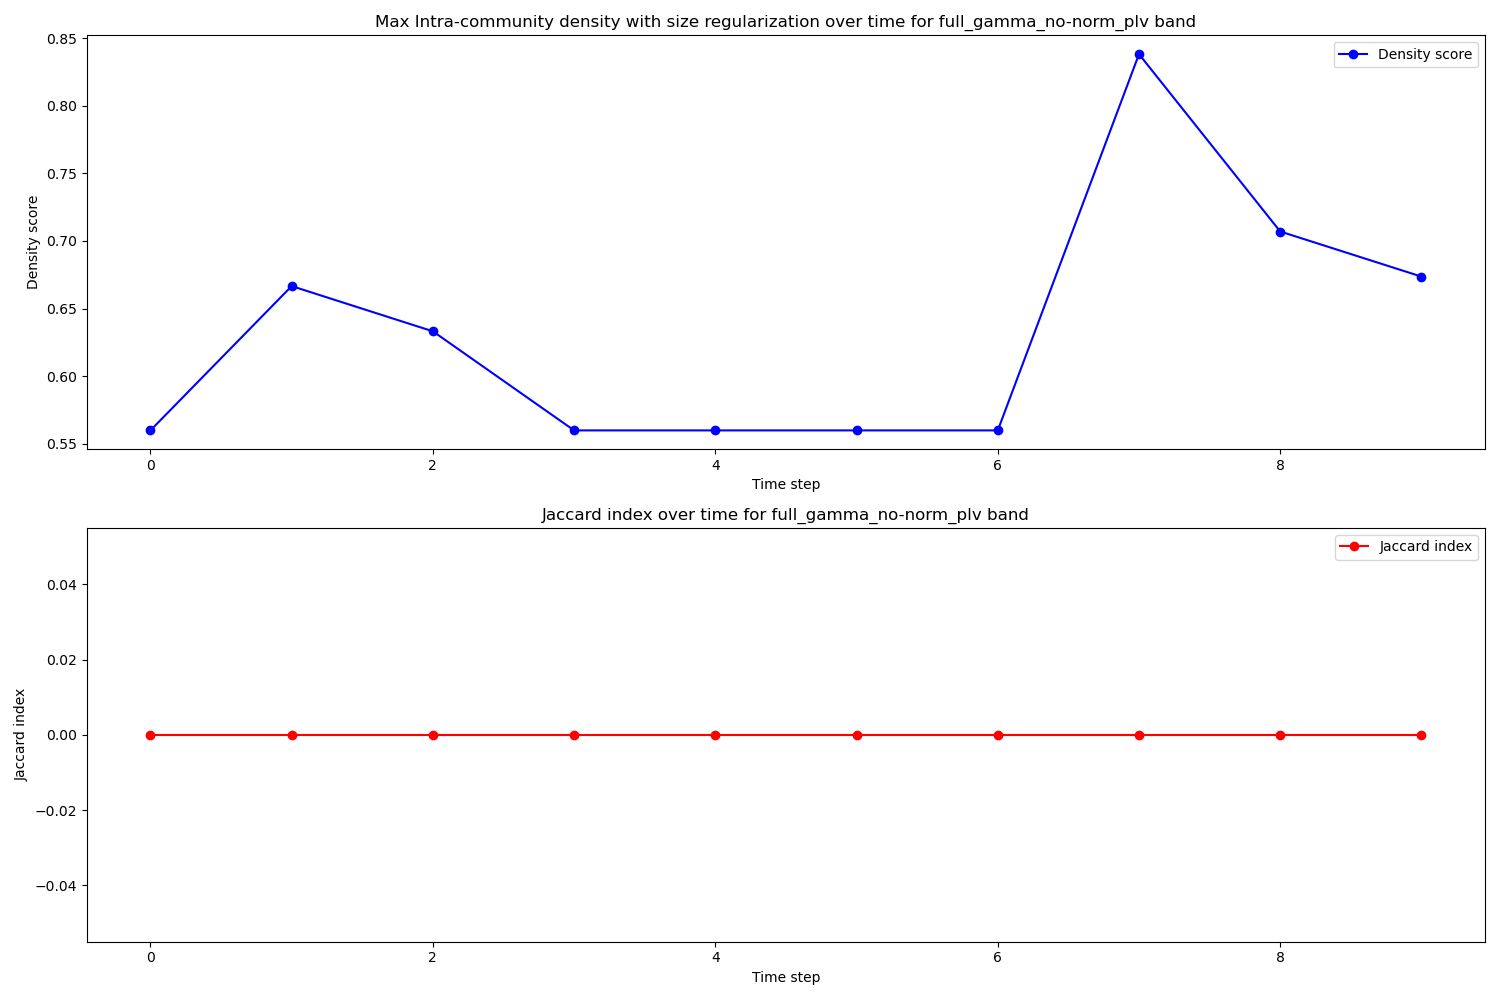 Max Intra-community density with size regularization over time for full_gamma_no-norm_plv band
0.85
0.80
0.75
0.70
0.65
0.60
0.55
Density score
Density score
0 2 4 6 8
Time step
Jaccard index over time for full_gamma_no-norm_plv band
0.04
0.02
0.00
−0.02
−0.04
Jaccard index
Jaccard index
0 2 4 6 8
Time step